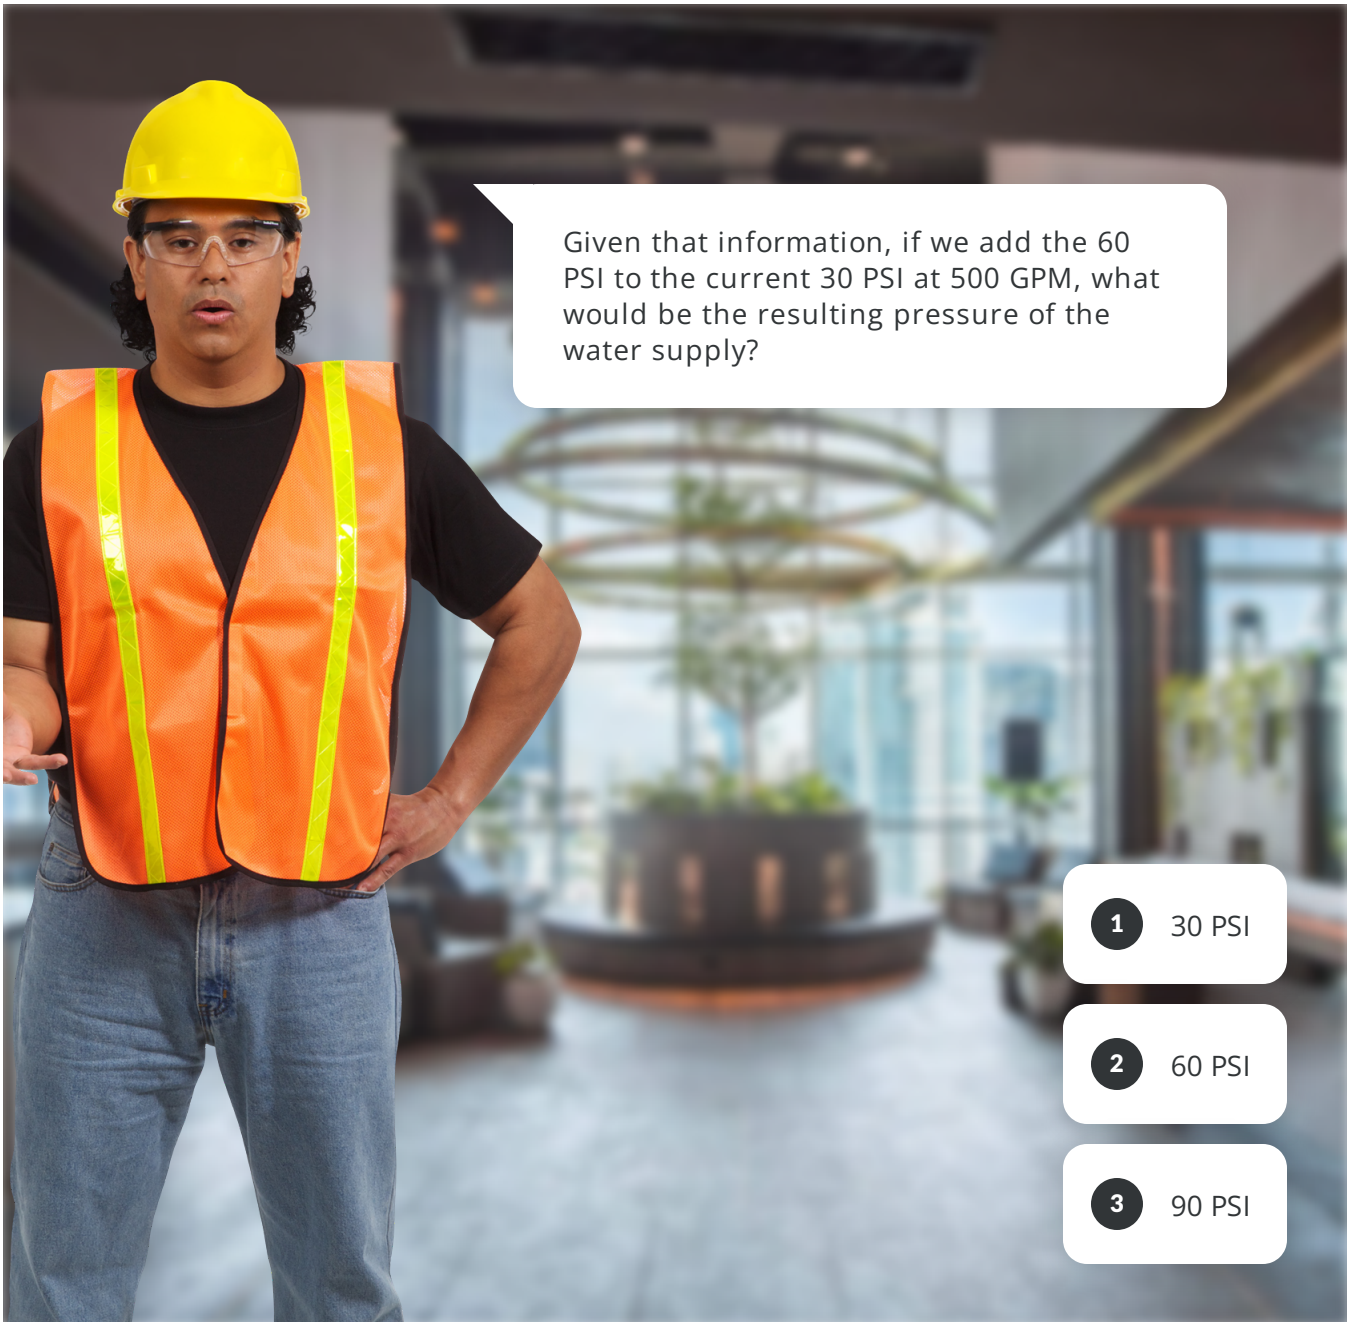 Given that information, if we add the 60
PSI to the current 30 PSI at 500 GPM, what
would be the resulting pressure of the
water supply?
1 30 PSI
2 60 PSI
3 90 PSI